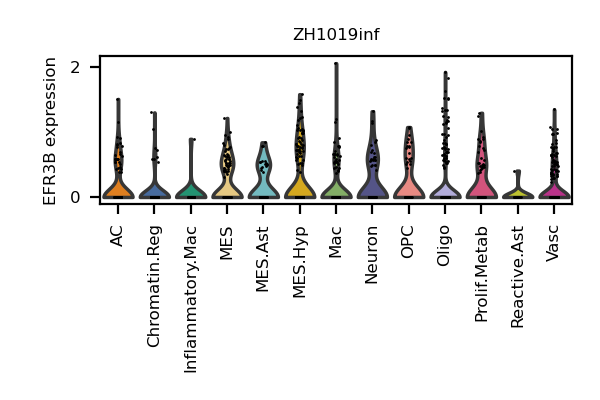 ZH1019inf
EFR3B expression
2
0
AC
Chromatin.Reg
Inflammatory.Mac
MES
MES.Ast
MES.Hyp
Mac
Neuron
OPC
Oligo
Prolif.Metab
Reactive.Ast
Vasc